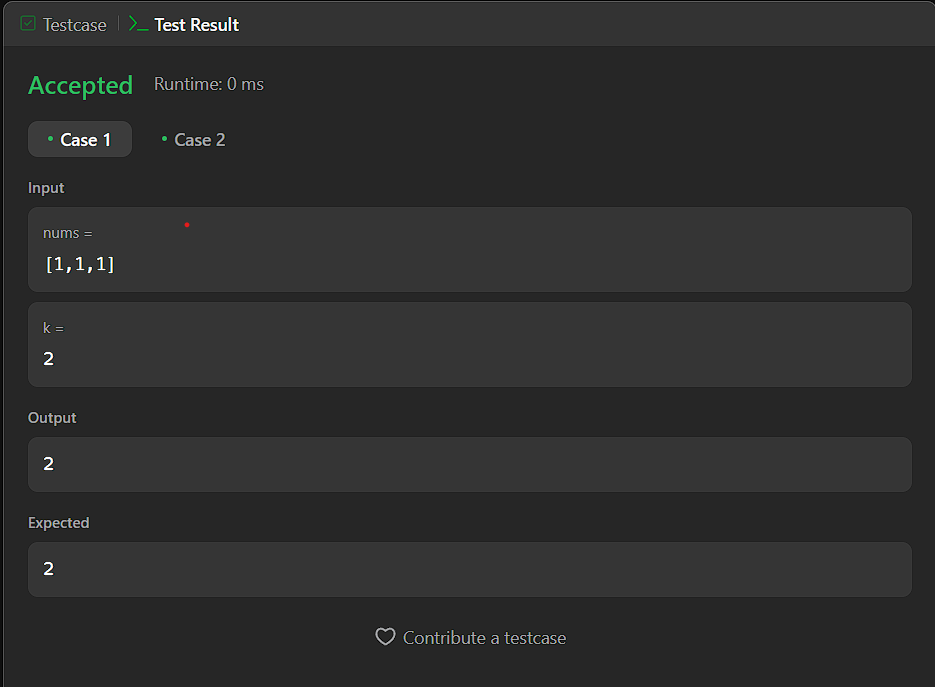 Testcase | >_ Test Result
Accepted Runtime: 0 ms
• Case 1 • Case 2
Input
nums =
[1,1,1]
k =
2
Output
2
Expected
2
Contribute a testcase